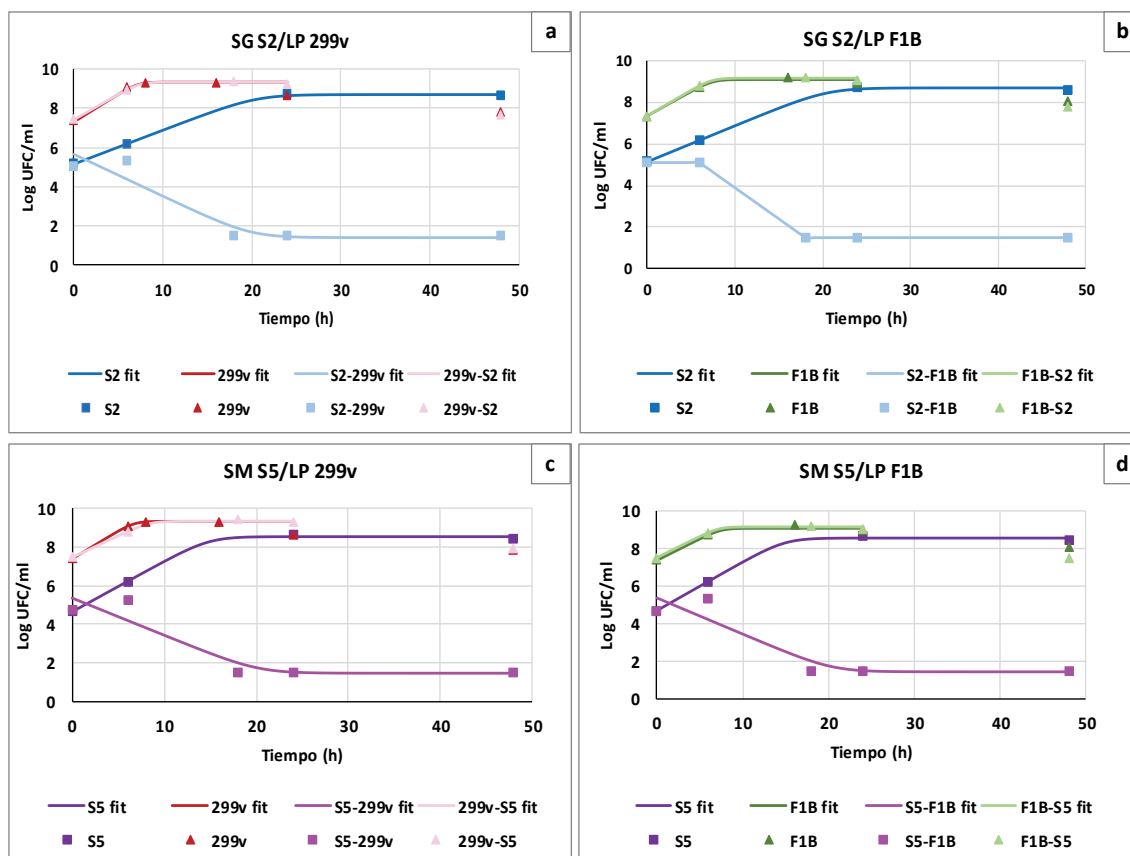 SG S2/LP 299v
a
Log UFC/ml
10
8
6
4
2
0
0 10 20 30 40 50
Tiempo (h)
S2 fit 299v fit S2-299v fit 299v-S2 fit
S2 299v S2-299v 299v-S2
SG S2/LP F1B
b
Log UFC/ml
10
8
6
4
2
0
0 10 20 30 40 50
Tiempo (h)
S2 fit F1B fit S2-F1B fit F1B-S2 fit
S2 F1B S2-F1B F1B-S2
SM S5/LP 299v
c
Log UFC/ml
10
8
6
4
2
0
0 10 20 30 40 50
Tiempo (h)
S5 fit 299v fit S5-299v fit 299v-S5 fit
S5 299v S5-299v 299v-S5
SM S5/LP F1B
d
Log UFC/ml
10
8
6
4
2
0
0 10 20 30 40 50
Tiempo (h)
S5 fit F1B fit S5-F1B fit F1B-S5 fit
S5 F1B S5-F1B F1B-S5